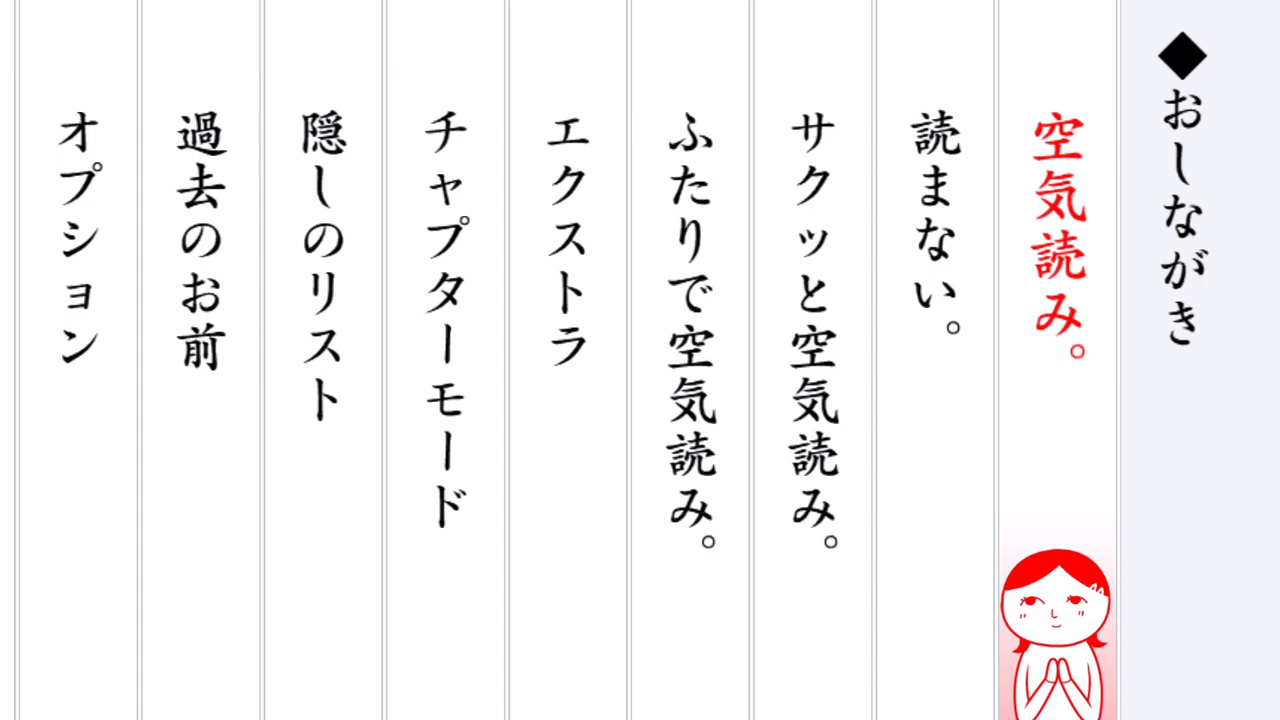 ◆おしながき
空気読み。
読まない。
サクッと空気読み。
ふたりで空気読み。
エクストラ
チャプターモード
隠しのリスト
過去のお前
オプション